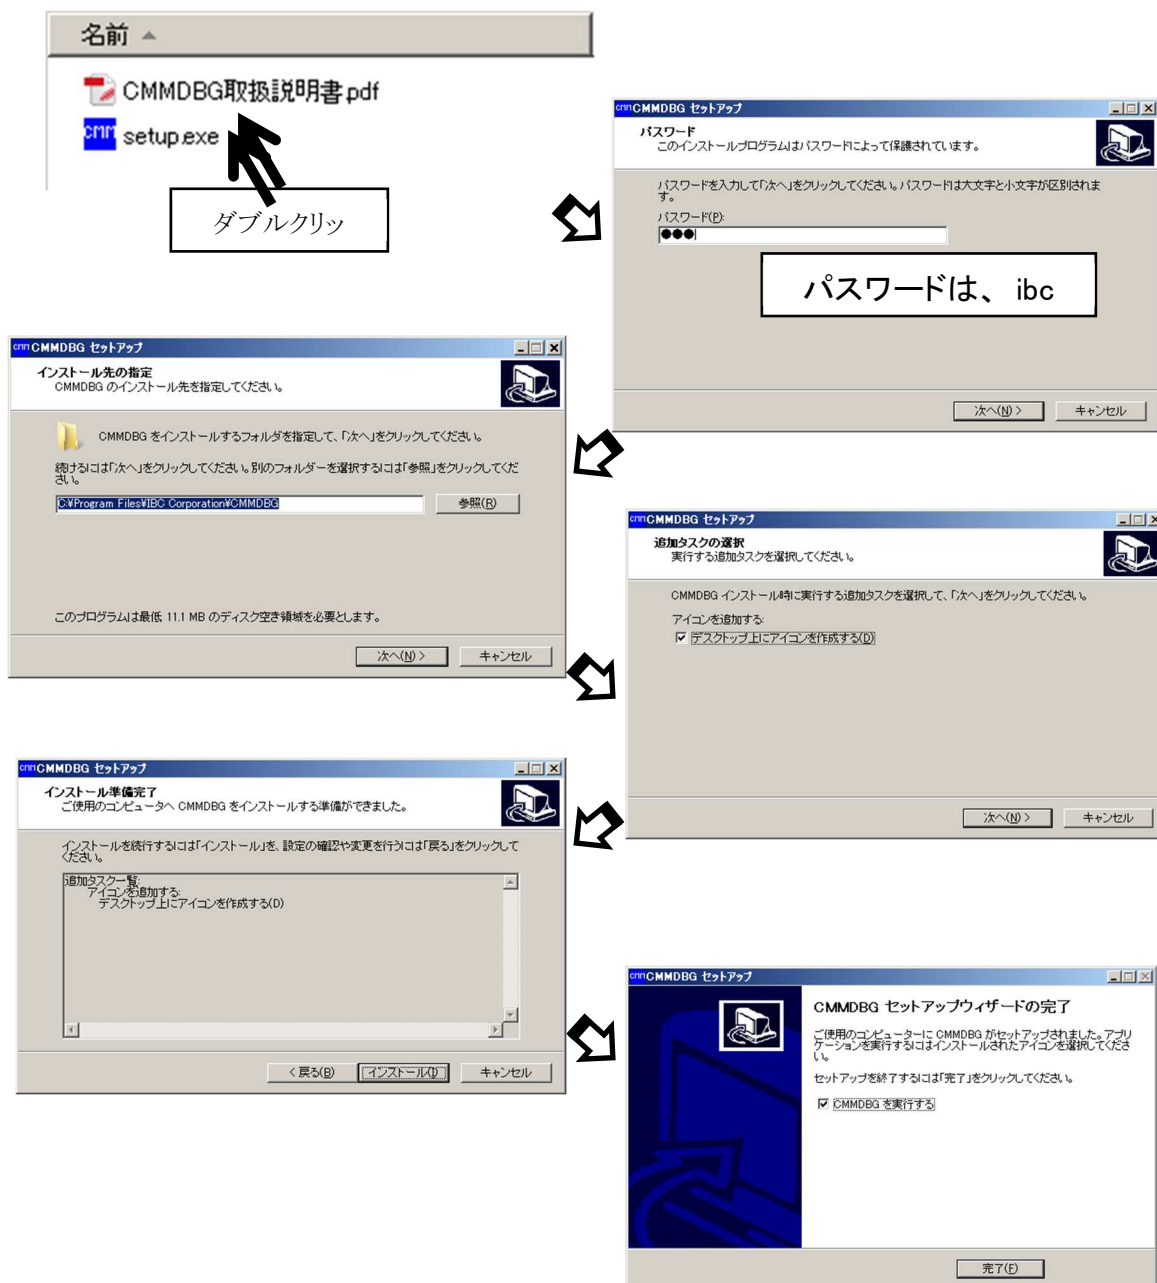 名前
CMMDBG取扱説明書.pdf
cmm setup.exe
ダブルクリッ
cmm CMMDBG セットアップ
パスワード
このインストールプログラムはパスワードによって保護されています。
パスワードを入力して「次へ」をクリックしてください。パスワードは大文字と小文字が区別されま
す。
パスワード(P):
●●●
パスワードは、ibc
次へ(N) >
キャンセル
cmm CMMDBG セットアップ
インストール先の指定
CMMDBG のインストール先を指定してください。
CMMDBG をインストールするフォルダを指定して、「次へ」をクリックしてください。
続けるには「次へ」をクリックしてください。別のフォルダーを選択するには「参照」をクリックしてくだ
さい。
C:¥Program Files¥IBC Corporation¥CMMDBG
参照(R)
このプログラムは最低 11.1 MB のディスク空き領域を必要とします。
次へ(N) >
キャンセル
cmm CMMDBG セットアップ
追加タスクの選択
実行する追加タスクを選択してください。
CMMDBG インストール時に実行する追加タスクを選択して、「次へ」をクリックしてください。
アイコンを追加する:
デスクトップ上にアイコンを作成する(D)
次へ(N) >
キャンセル
cmm CMMDBG セットアップ
インストール準備完了
ご使用のコンピュータへ CMMDBG をインストールする準備ができました。
インストールを続行するには「インストール」を、設定の確認や変更を行うには「戻る」をクリックして
ください。
追加タスク一覧:
アイコンを追加する:
デスクトップ上にアイコンを作成する(D)
< 戻る(B)
インストール(I)
キャンセル
cmm CMMDBG セットアップ
CMMDBG セットアップウィザードの完了
ご使用のコンピューターに CMMDBG がセットアップされました。アプリ
ケーションを実行するにはインストールされたアイコンを選択してくださ
い。
セットアップを終了するには「完了」をクリックしてください。
CMMDBG を実行する
完了(F)